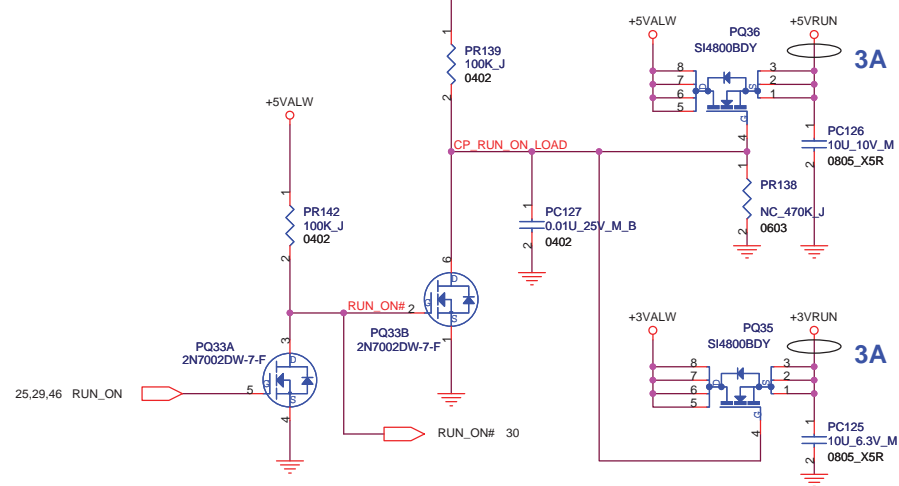 +5VALW
PQ36
SI4800BDY
+5VRUN
3A
8
7
6
5
D
S
G
3
2
1
4
1
PR139
100K_J
0402
2
+5VALW
CP_RUN_ON_LOAD
1
PC126
10U_10V_M
0805_X5R
2
1
PR138
NC_470K_J
0603
2
1
PC127
0.01U_25V_M_B
0402
2
1
PR142
100K_J
0402
2
6
D
G
S
RUN_ON# 2
1
PQ33B
2N7002DW-7-F
PQ33A
2N7002DW-7-F
3
D
G
S
5
4
25,29,46 RUN_ON
RUN_ON# 30
+3VALW
PQ35
SI4800BDY
+3VRUN
3A
8
7
6
5
D
S
G
3
2
1
4
1
PC125
10U_6.3V_M
0805_X5R
2